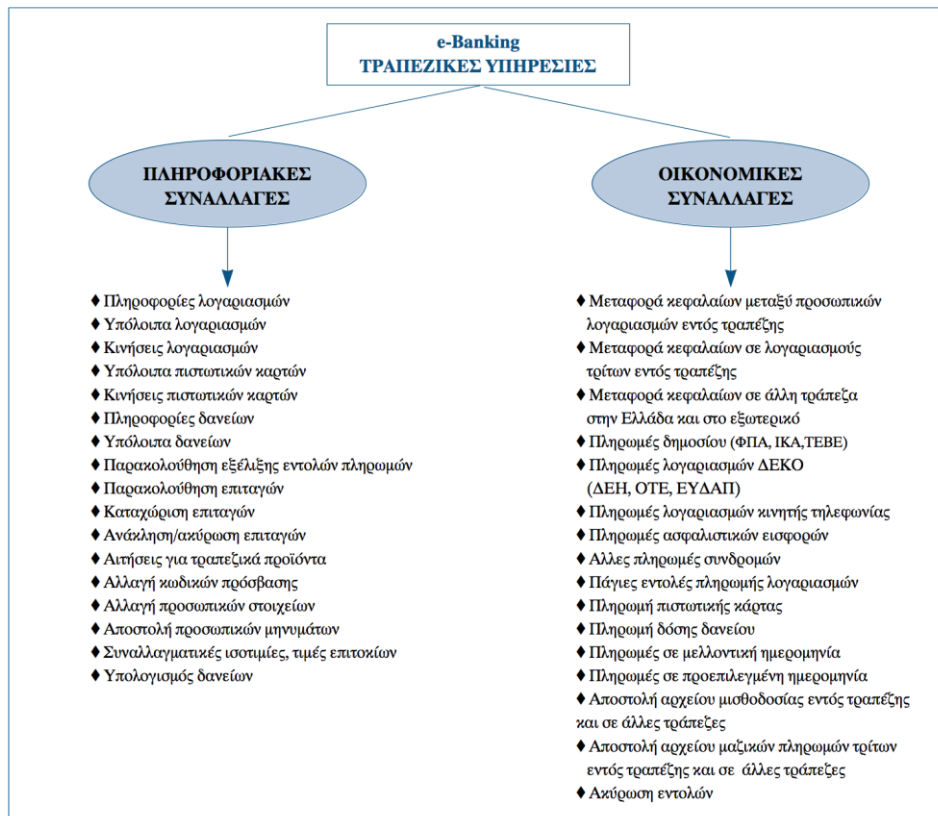 e-Banking
ΤΡΑΠΕΖΙΚΕΣ ΥΠΗΡΕΣΙΕΣ
ΠΛΗΡΟΦΟΡΙΑΚΕΣ
ΣΥΝΑΛΛΑΓΕΣ
♦ Πληροφορίες λογαριασμών
♦ Υπόλοιπα λογαριασμών
♦ Κινήσεις λογαριασμών
♦ Υπόλοιπα πιστωτικών καρτών
♦ Κινήσεις πιστωτικών καρτών
♦ Πληροφορίες δανείων
♦ Υπόλοιπα δανείων
♦ Παρακολούθηση εξέλιξης εντολών πληρωμών
♦ Παρακολούθηση επιταγών
♦ Καταχώριση επιταγών
♦ Ανάκληση/ακύρωση επιταγών
♦ Αιτήσεις για τραπεζικά προϊόντα
♦ Αλλαγή κωδικών πρόσβασης
♦ Αλλαγή προσωπικών στοιχείων
♦ Αποστολή προσωπικών μηνυμάτων
♦ Συναλλαγματικές ισοτιμίες, τιμές επιτοκίων
♦ Υπολογισμός δανείων
ΟΙΚΟΝΟΜΙΚΕΣ
ΣΥΝΑΛΛΑΓΕΣ
♦ Μεταφορά κεφαλαίων μεταξύ προσωπικών
λογαριασμών εντός τραπέζης
♦ Μεταφορά κεφαλαίων σε λογαριασμούς
τρίτων εντός τραπέζης
♦ Μεταφορά κεφαλαίων σε άλλη τράπεζα
στην Ελλάδα και στο εξωτερικό
♦ Πληρωμές δημοσίου (ΦΠΑ, ΙΚΑ,ΤΕΒΕ)
♦ Πληρωμές λογαριασμών ΔΕΚΟ
(ΔΕΗ, ΟΤΕ, ΕΥΔΑΠ)
♦ Πληρωμές λογαριασμών κινητής τηλεφωνίας
♦ Πληρωμές ασφαλιστικών εισφορών
♦ Αλλες πληρωμές συνδρομών
♦ Πάγιες εντολές πληρωμής λογαριασμών
♦ Πληρωμή πιστωτικής κάρτας
♦ Πληρωμή δόσης δανείου
♦ Πληρωμές σε μελλοντική ημερομηνία
♦ Πληρωμές σε προεπιλεγμένη ημερομηνία
♦ Αποστολή αρχείου μισθοδοσίας εντός τραπέζης
και σε άλλες τράπεζες
♦ Αποστολή αρχείου μαζικών πληρωμών τρίτων
εντός τραπέζης και σε άλλες τράπεζες
♦ Ακύρωση εντολών